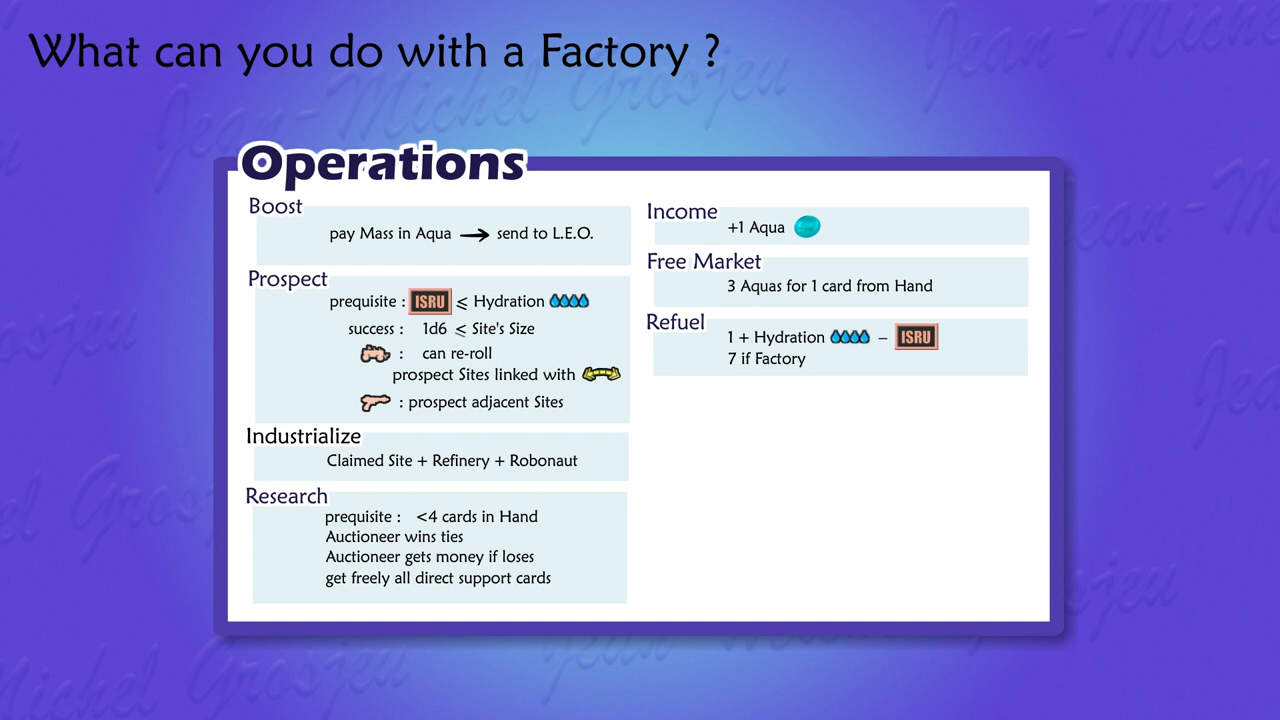 What can you do with a Factory ?
Operations
Boost
pay Mass in Aqua → send to L.E.O.
Prospect
prequisite : ISRU ⩽ Hydration
success : 1d6 ⩽ Site's Size
: can re-roll
prospect Sites linked with
: prospect adjacent Sites
Industrialize
Claimed Site + Refinery + Robonaut
Research
prequisite : <4 cards in Hand
Auctioneer wins ties
Auctioneer gets money if loses
get freely all direct support cards
Income
+1 Aqua
Free Market
3 Aquas for 1 card from Hand
Refuel
1 + Hydration – ISRU
7 if Factory
Jean-Michel Grosjeu